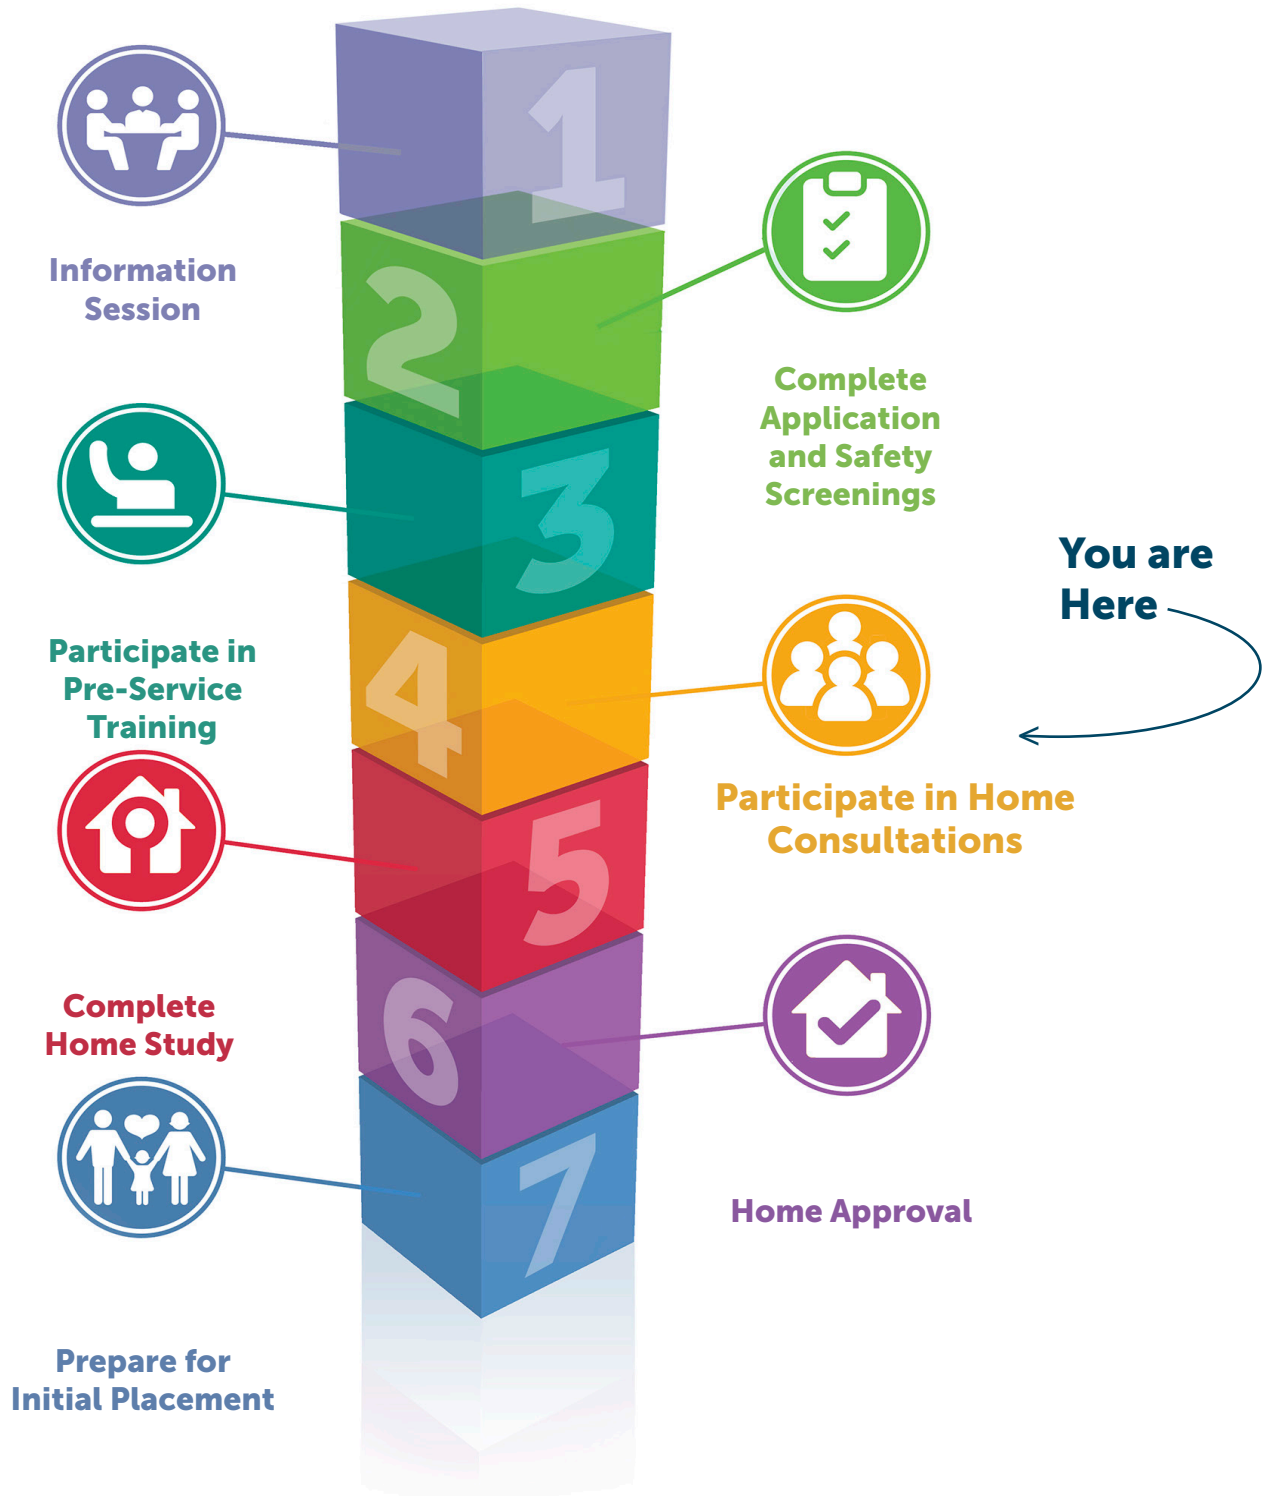 1
Information
Session
2
Complete
Application
and Safety
Screenings
3
Participate in
Pre-Service
Training
You are
Here
4
Participate in Home
Consultations
5
Complete
Home Study
6
Home Approval
7
Prepare for
Initial Placement